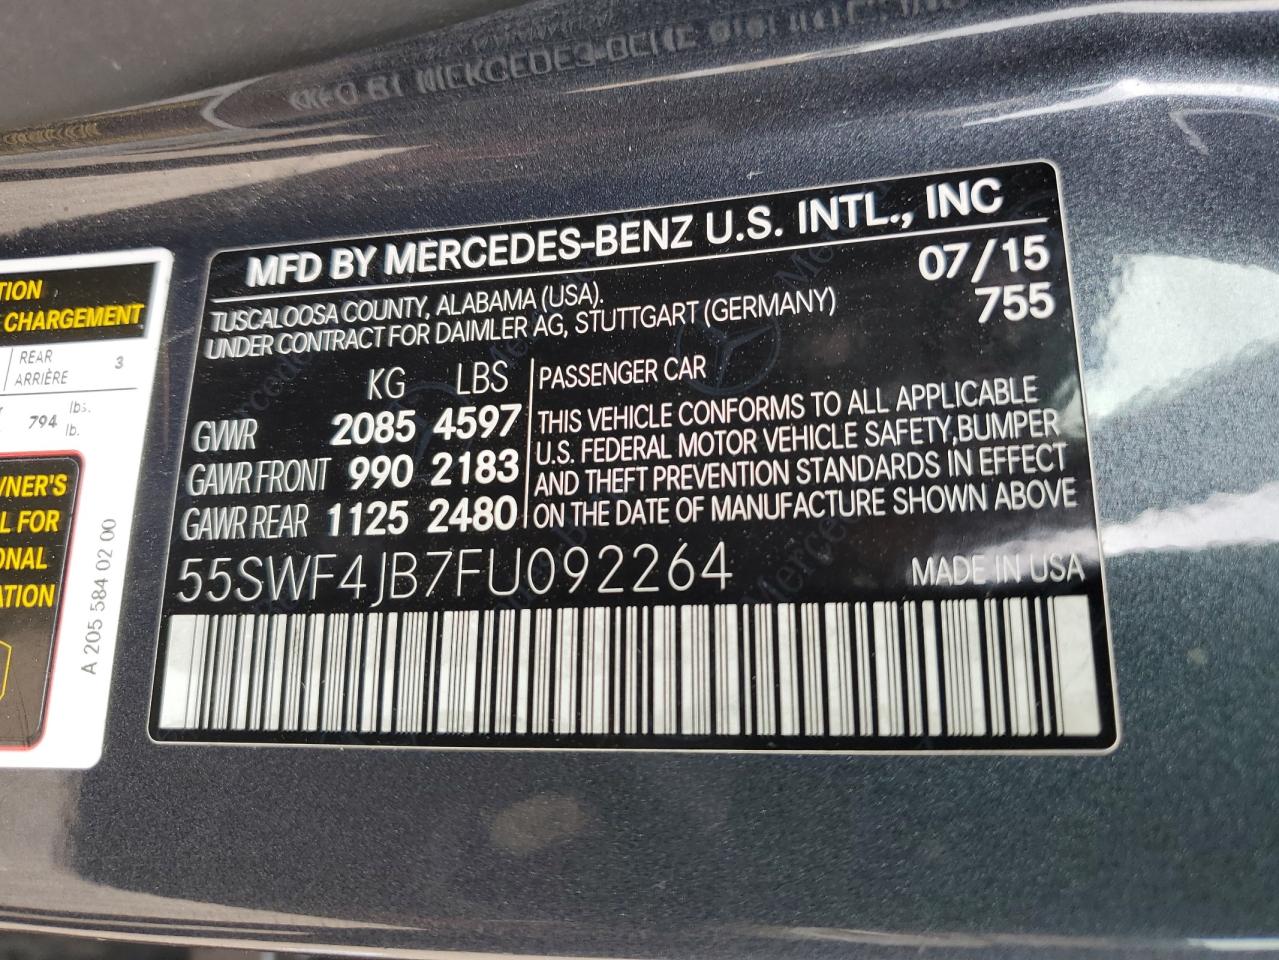 MFD BY MERCEDES-BENZ U.S. INTL., INC
TUSCALOOSA COUNTY, ALABAMA (USA).
07/15
UNDER CONTRACT FOR DAIMLER AG, STUTTGART (GERMANY)
755
KG LBS
PASSENGER CAR
GVWR 2085 4597
GAWR FRONT 990 2183
GAWR REAR 1125 2480
THIS VEHICLE CONFORMS TO ALL APPLICABLE
U.S. FEDERAL MOTOR VEHICLE SAFETY,BUMPER
AND THEFT PREVENTION STANDARDS IN EFFECT
ON THE DATE OF MANUFACTURE SHOWN ABOVE
55SWF4JB7FU092264
MADE IN USA
TION
CHARGEMENT
REAR 3
ARRIÈRE
794 lbs.
lb.
NER'S
L FOR
ONAL
ATION
A 205 584 02 00